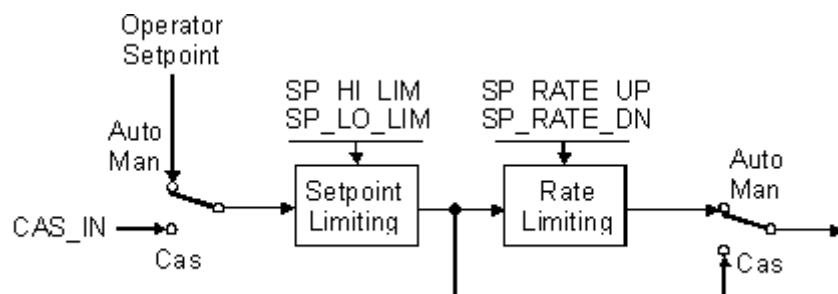 Operator
Setpoint
SP_HI_LIM
SP_LO_LIM
SP_RATE_UP
SP_RATE_DN
Auto
Man
Auto
Man
Setpoint
Limiting
Rate
Limiting
CAS_IN
Cas
Cas